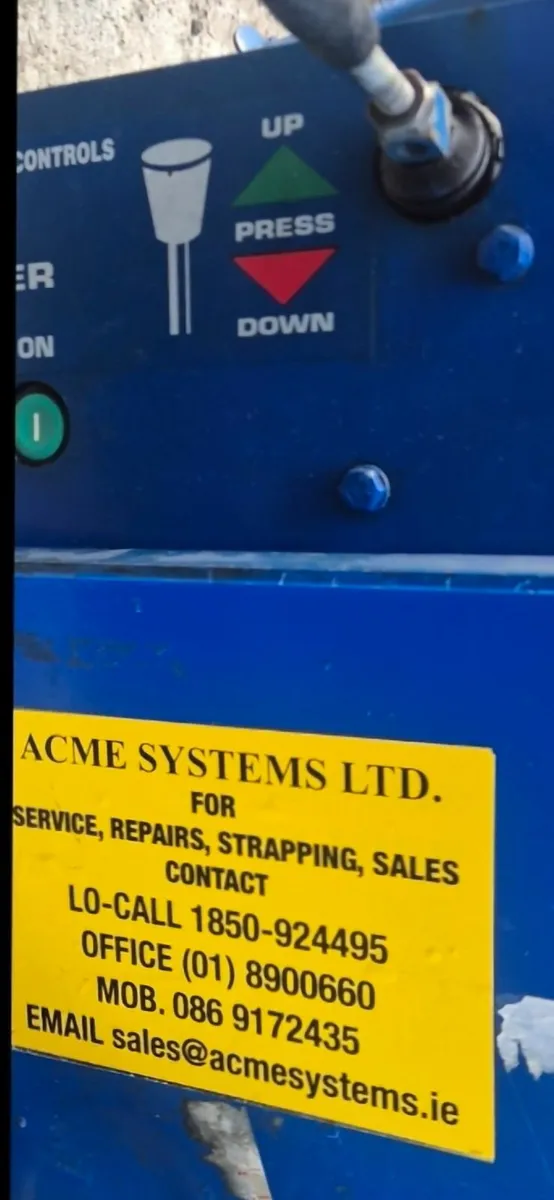 CONTROLS
UP
PRESS
DOWN
ER
ON
I
ACME SYSTEMS LTD.
FOR
SERVICE, REPAIRS, STRAPPING, SALES
CONTACT
LO-CALL 1850-924495
OFFICE (01) 8900660
MOB. 086 9172435
EMAIL sales@acmesystems.ie